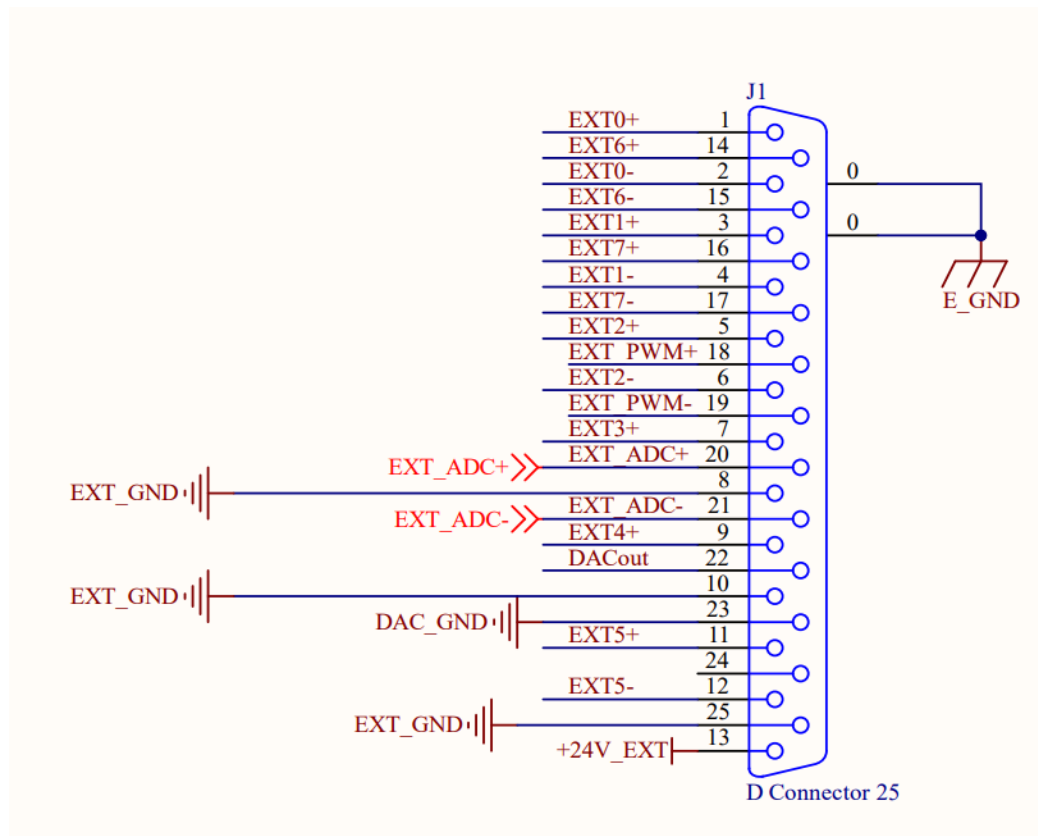 J1
EXT0+ 1
EXT6+ 14
EXT0- 2 0
EXT6- 15
EXT1+ 3 0
EXT7+ 16
EXT1- 4
EXT7- 17 E_GND
EXT2+ 5
EXT_PWM+ 18
EXT2- 6
EXT_PWM- 19
EXT3+ 7
EXT_ADC+ EXT_ADC+ 20
EXT_GND 8
EXT_ADC- EXT_ADC- 21
EXT4+ 9
DACout 22
EXT_GND 10
DAC_GND 23
EXT5+ 11
24
EXT5- 12
EXT_GND 25
+24V_EXT 13
D Connector 25